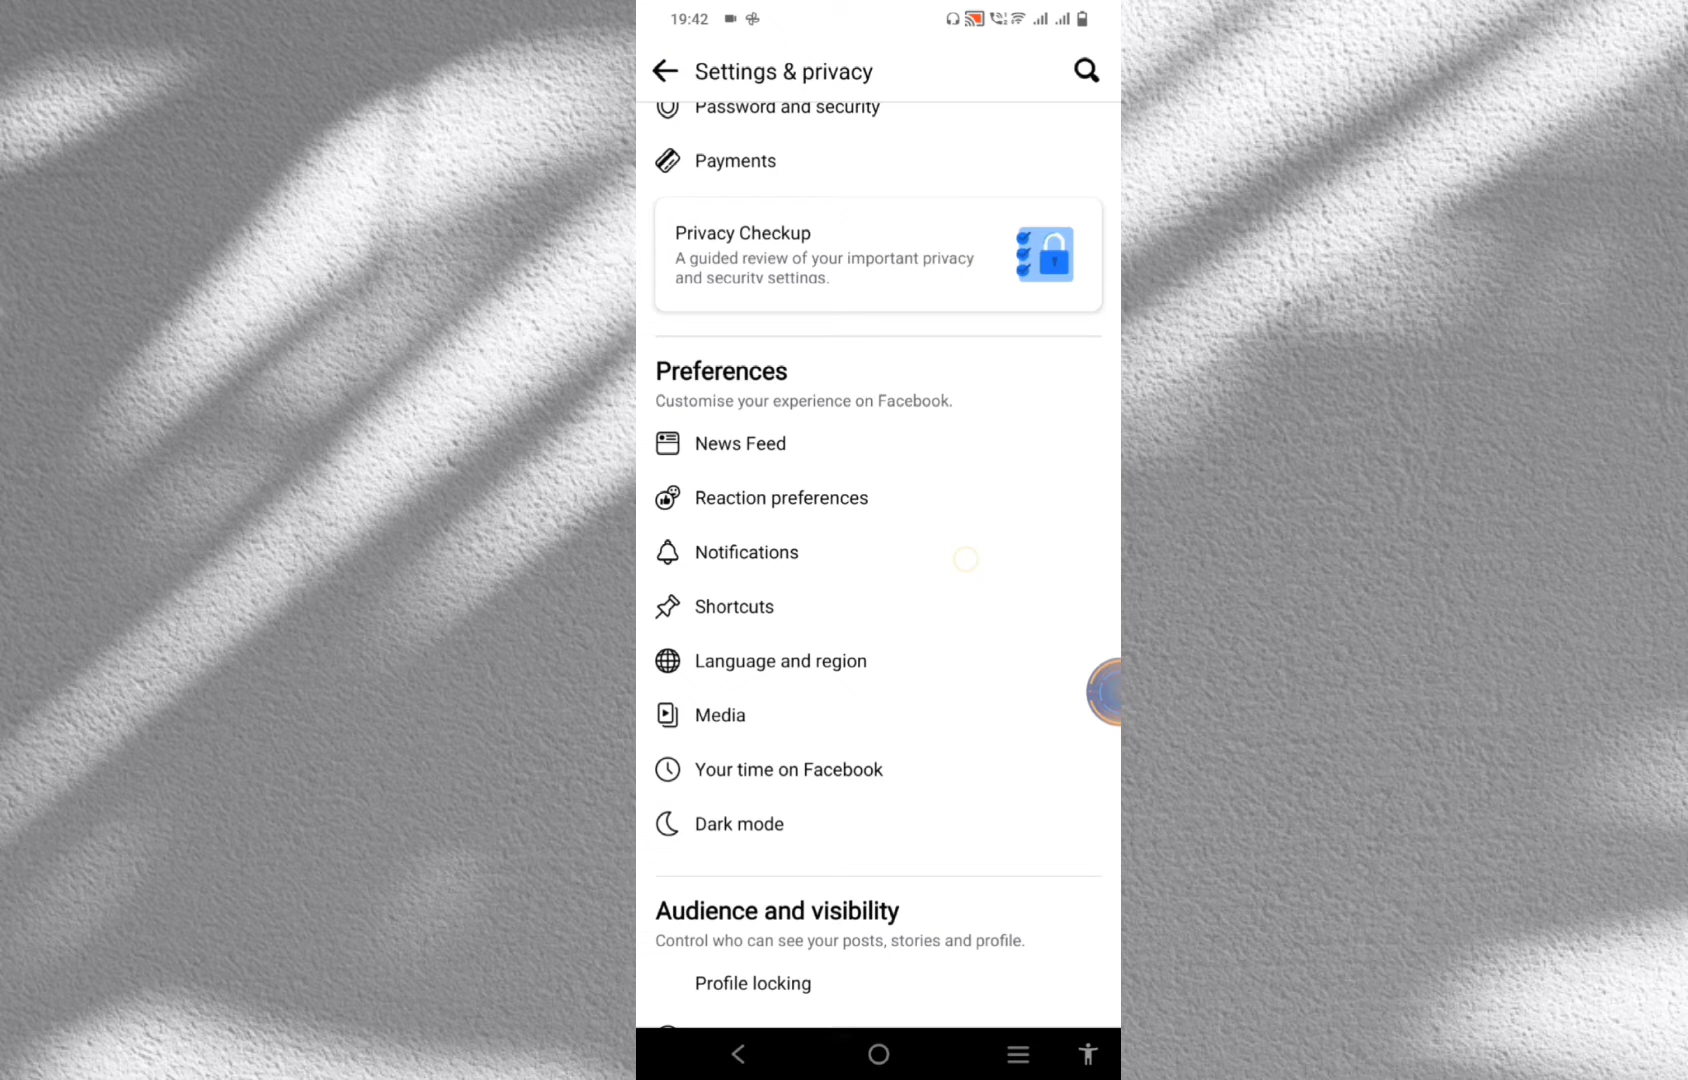 19:42
Settings & privacy
Password and security
Payments
Privacy Checkup
A guided review of your important privacy
and security settings.
Preferences
Customise your experience on Facebook.
News Feed
Reaction preferences
Notifications
Shortcuts
Language and region
Media
Your time on Facebook
Dark mode
Audience and visibility
Control who can see your posts, stories and profile.
Profile locking